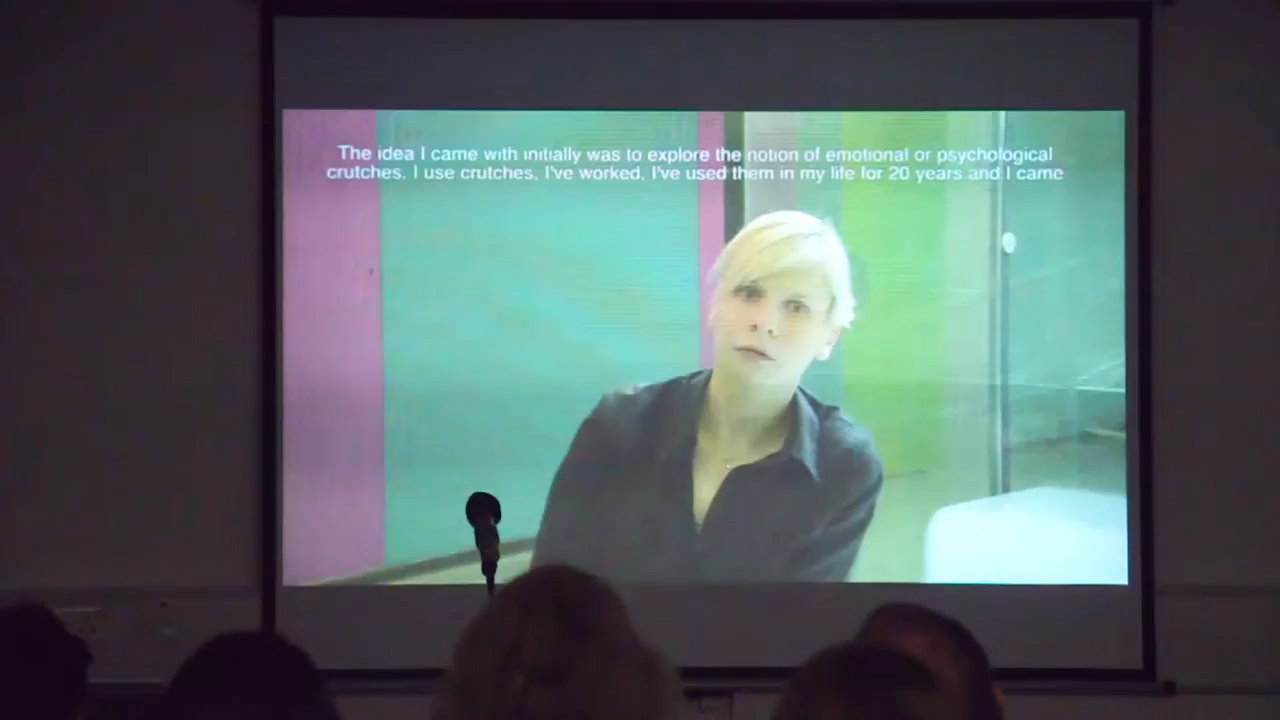 The idea I came with initially was to explore the notion of emotional or psychological
crutches. I use crutches, I've worked, I've used them in my life for 20 years and I came